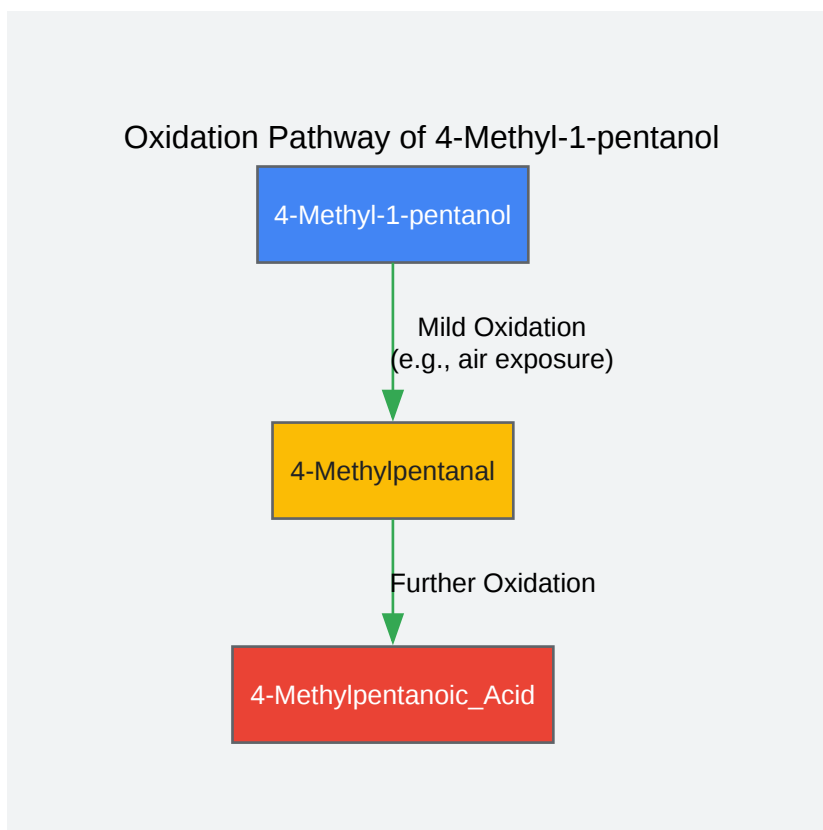 Oxidation Pathway of 4-Methyl-1-pentanol
4-Methyl-1-pentanol
Mild Oxidation
(e.g., air exposure)
4-Methylpentanal
Further Oxidation
4-Methylpentanoic_Acid